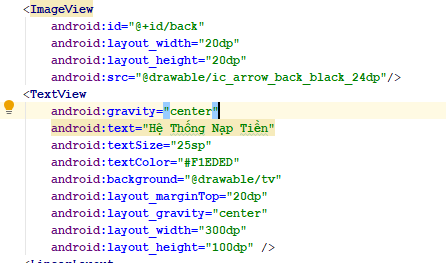 <ImageView
android:id="@+id/back"
android:layout_width="20dp"
android:layout_height="20dp"
android:src="@drawable/ic_arrow_back_black_24dp"/>
<TextView
android:gravity="center"
android:text="Hệ Thống Nạp Tiền"
android:textSize="25sp"
android:textColor="#F1EDED"
android:background="@drawable/tv"
android:layout_marginTop="20dp"
android:layout_gravity="center"
android:layout_width="300dp"
android:layout_height="100dp" />
<LinearLayout